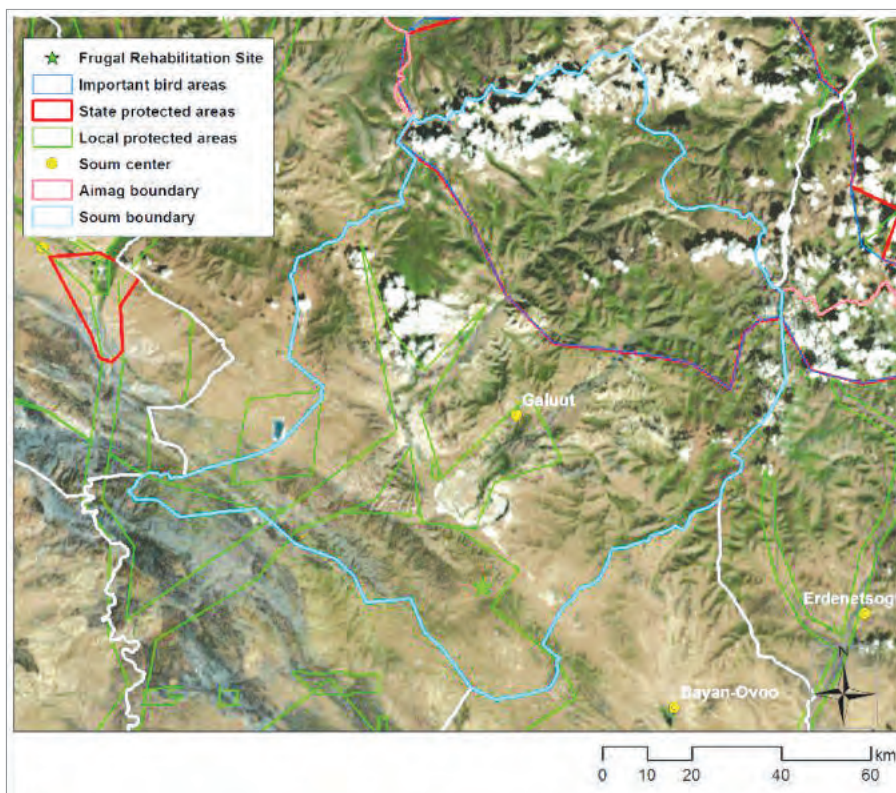 Frugal Rehabilitation Site
Important bird areas
State protected areas
Local protected areas
Soum center
Aimag boundary
Soum boundary
Galuut
Bayan-Ovoo
N
km
0 10 20 40 60